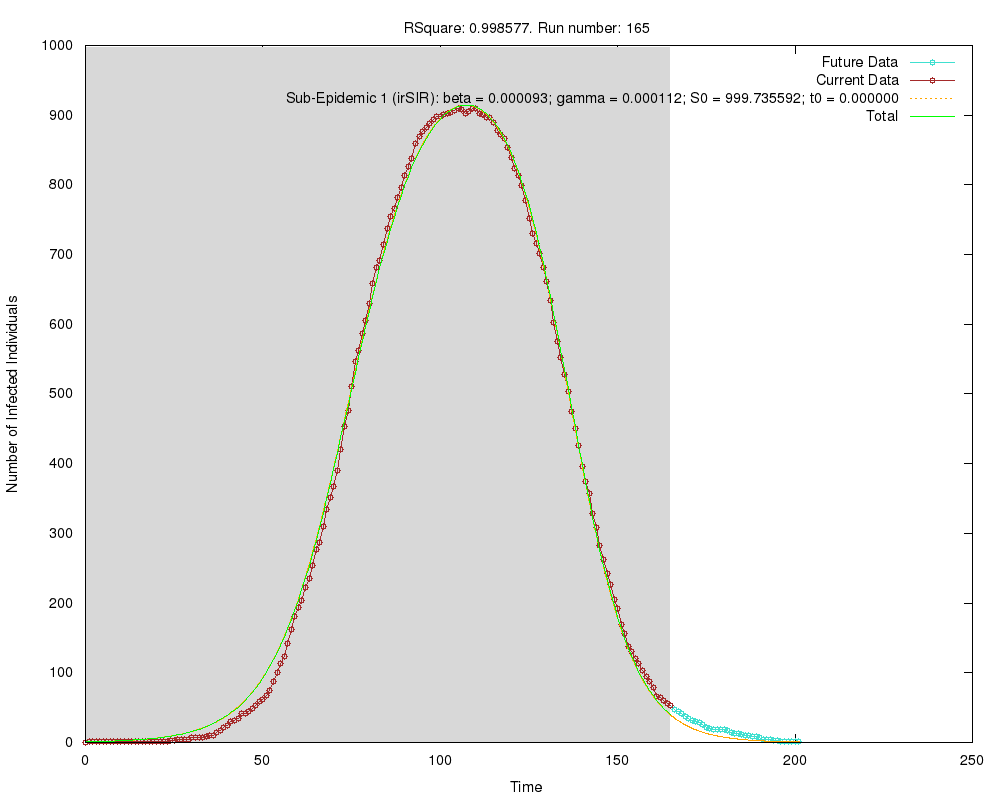 RSquare: 0.998577. Run number: 165
1000
900
800
700
600
500
400
300
200
100
0
Number of Infected Individuals
Future Data
Current Data
Sub-Epidemic 1 (irSIR): beta = 0.000093; gamma = 0.000112; S0 = 999.735592; t0 = 0.000000
Total
0 50 100 150 200 250
Time